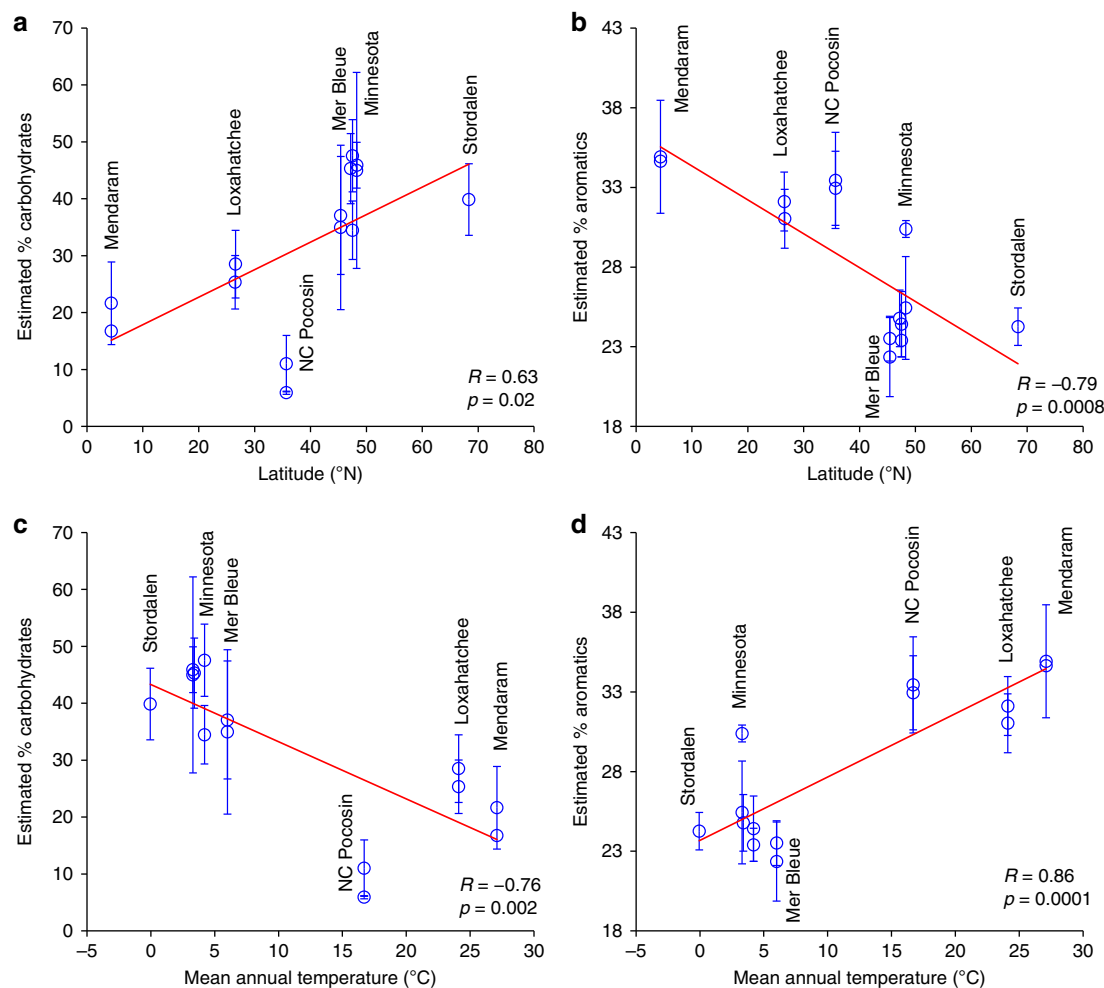 a
70
60
50
40
30
20
10
0
Estimated % carbohydrates
Mendaram
Loxahatchee
NC Pocosin
Mer Bleue
Minnesota
Stordalen
R = 0.63
p = 0.02
0 10 20 30 40 50 60 70 80
Latitude (°N)
b
43
38
33
28
23
18
Estimated % aromatics
Mendaram
Loxahatchee
NC Pocosin
Mer Bleue
Minnesota
Stordalen
R = –0.79
p = 0.0008
0 10 20 30 40 50 60 70 80
Latitude (°N)
c
70
60
50
40
30
20
10
0
Estimated % carbohydrates
Stordalen
Minnesota
Mer Bleue
NC Pocosin
Loxahatchee
Mendaram
R = –0.76
p = 0.002
–5 0 5 10 15 20 25 30
Mean annual temperature (°C)
d
43
38
33
28
23
18
Estimated % aromatics
Stordalen
Minnesota
Mer Bleue
NC Pocosin
Loxahatchee
Mendaram
R = 0.86
p = 0.0001
–5 0 5 10 15 20 25 30
Mean annual temperature (°C)